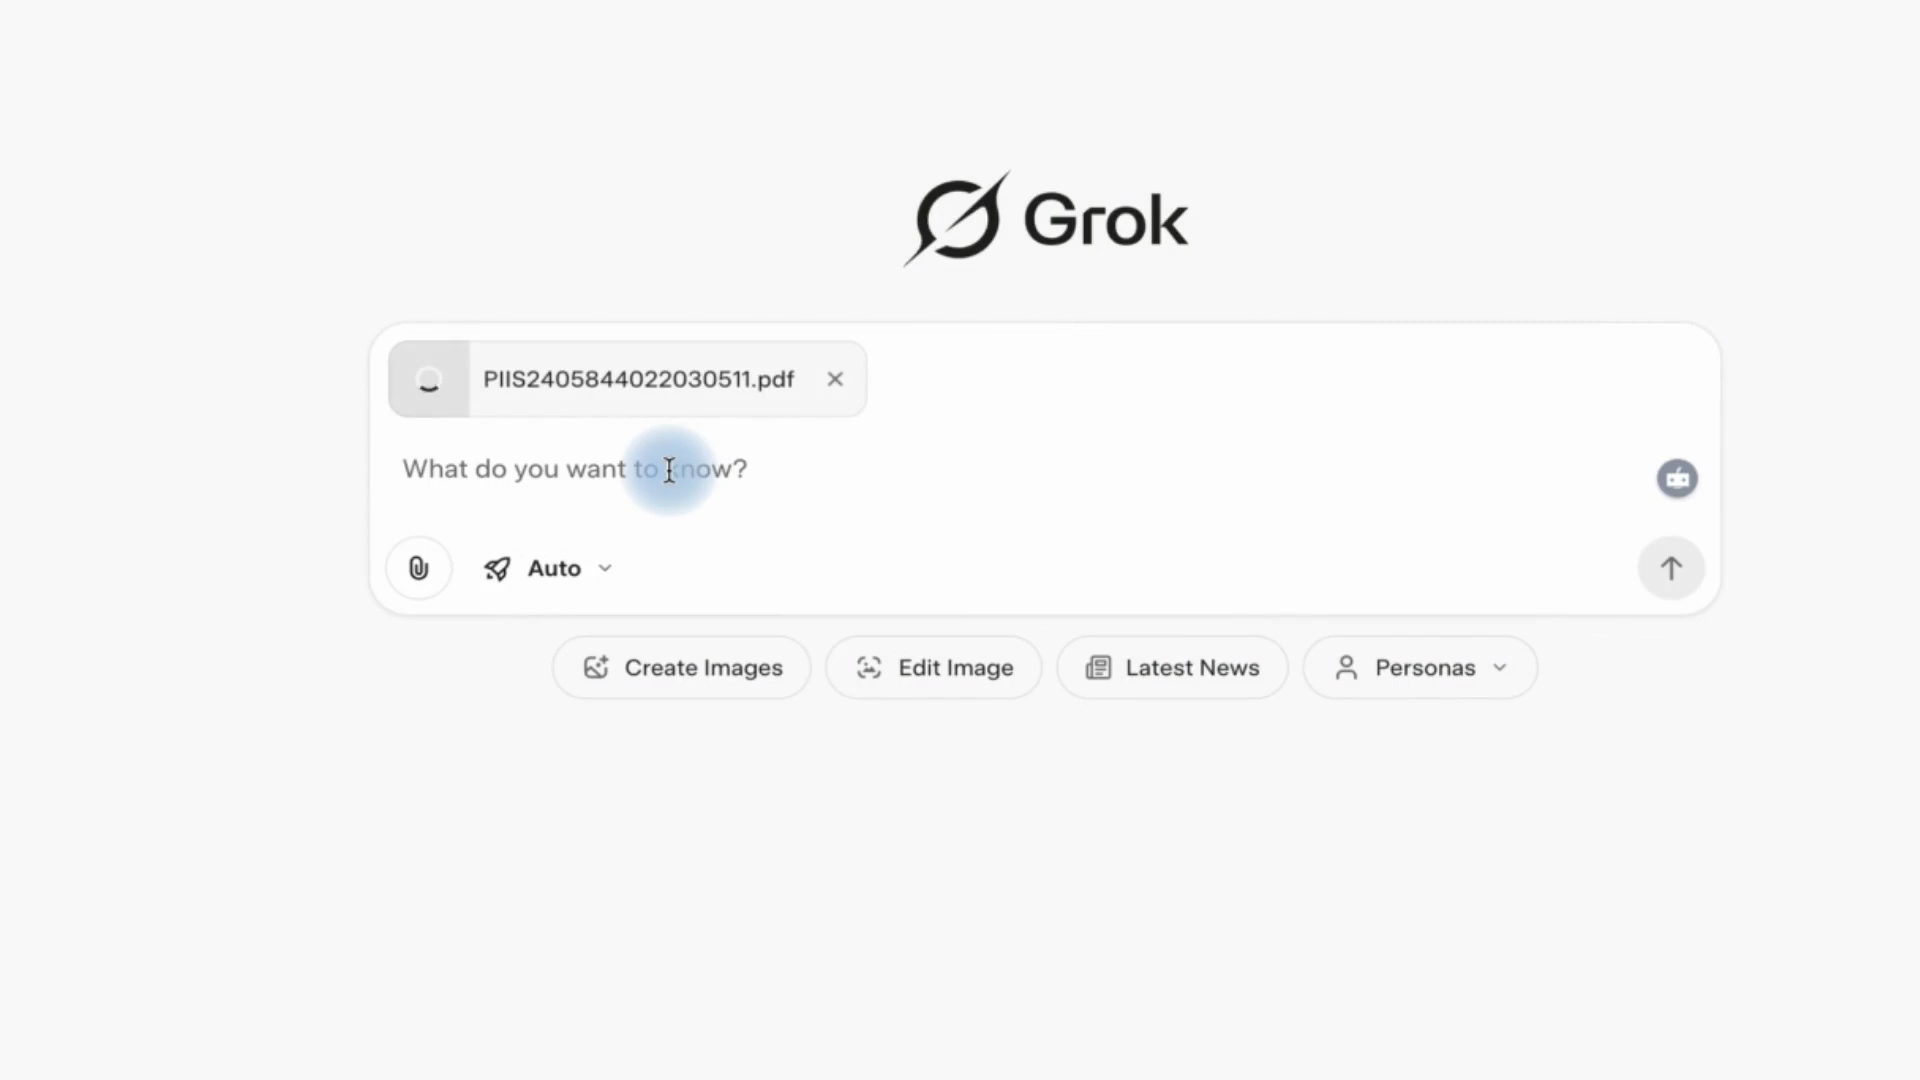 Grok
PIIS2405844022030511.pdf
What do you want to know?
Auto
Create Images
Edit Image
Latest News
Personas